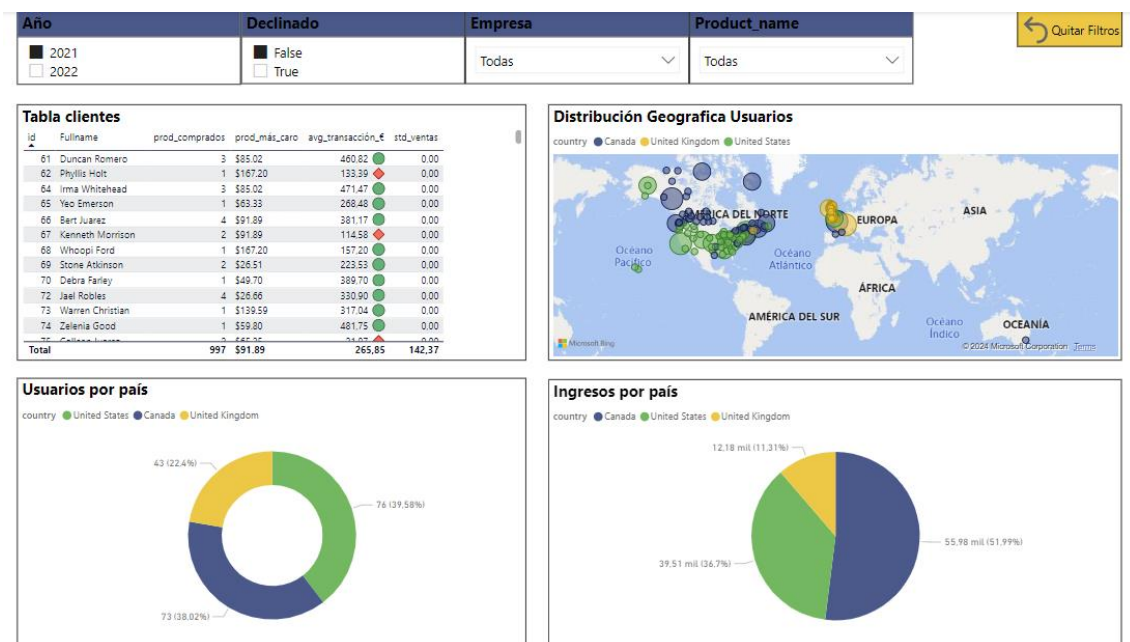 Año
Declinado
Empresa
Product_name
2021
2022
False
True
Todas
Todas
Quitar Filtros
Tabla clientes
id Fullname prod_comprados prod_más_caro avg_transacción_€ std_ventas
61 Duncan Romero 3 $85.02 460,82 0.00
62 Phyllis Holt 1 $167.20 133,39 0.00
64 Irma Whitehead 3 $85.02 471,47 0.00
65 Yeo Emerson 1 $63.33 268,48 0.00
66 Bert Juarez 4 $91.89 381,17 0.00
67 Kenneth Morrison 2 $91.89 114,58 0.00
68 Whoopi Ford 1 $167.20 157,20 0.00
69 Stone Atkinson 2 $26.51 223,53 0.00
70 Debra Farley 1 $49.70 389,70 0.00
72 Jael Robles 4 $26.66 330,90 0.00
73 Warren Christian 1 $139.59 317,04 0.00
74 Zelenia Good 1 $59.80 481,75 0.00
Total 997 $91.89 265,85 142,37
Distribución Geografica Usuarios
country Canada United Kingdom United States
AMÉRICA DEL NORTE
EUROPA
ASIA
Océano
Pacífico
Océano
Atlántico
ÁFRICA
AMÉRICA DEL SUR
Océano
Índico
OCEANÍA
Microsoft Bing
© 2024 Microsoft Corporation Terms
Usuarios por país
country United States Canada United Kingdom
43 (22,4%)
76 (39,58%)
73 (38,02%)
Ingresos por país
country Canada United States United Kingdom
12,18 mil (11,31%)
55,98 mil (51,99%)
39,51 mil (36,7%)